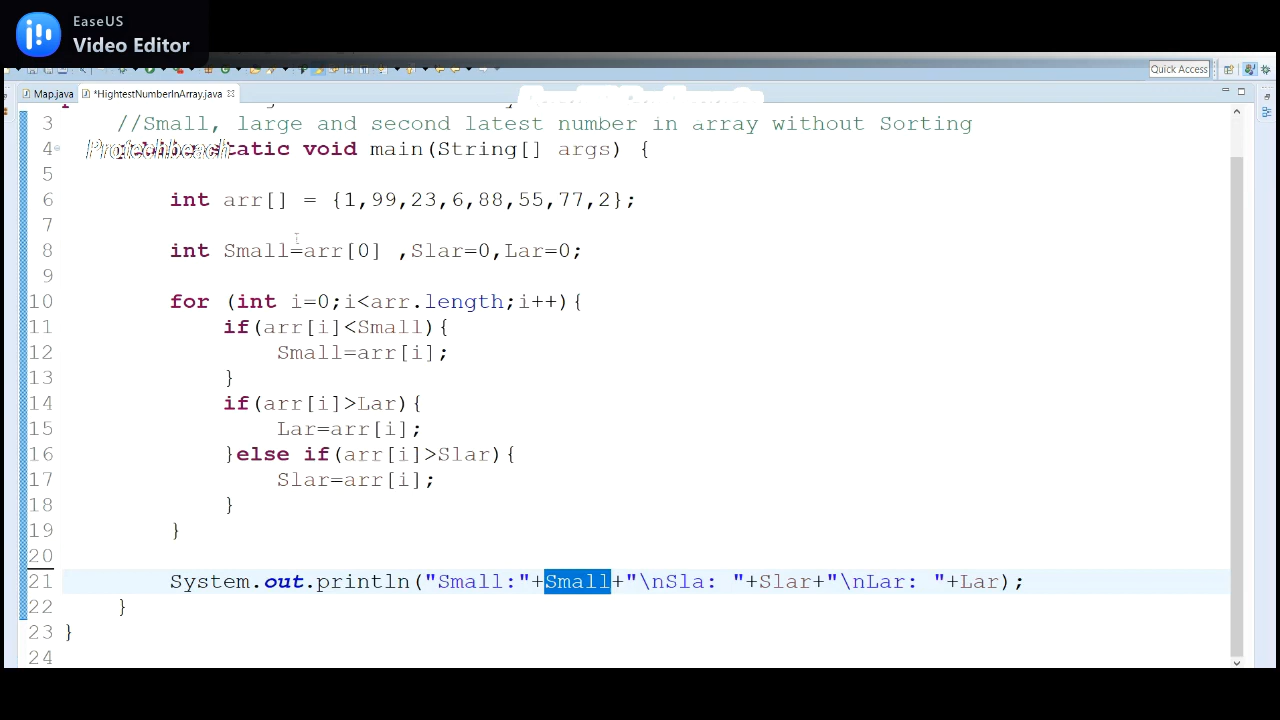 EaseUS
Video Editor
Quick Access
Map.java
*HightestNumberInArray.java
3 //Small, large and second latest number in array without Sorting
4 static void main(String[] args) {
Protechbeach
5
6 int arr[] = {1,99,23,6,88,55,77,2};
7
8 int Small=arr[0] ,Slar=0,Lar=0;
9
10 for (int i=0;i<arr.length;i++){
11 if(arr[i]<Small){
12 Small=arr[i];
13 }
14 if(arr[i]>Lar){
15 Lar=arr[i];
16 }else if(arr[i]>Slar){
17 Slar=arr[i];
18 }
19 }
20
21 System.out.println("Small:"+Small+"\nSla: "+Slar+"\nLar: "+Lar);
22 }
23 }
24